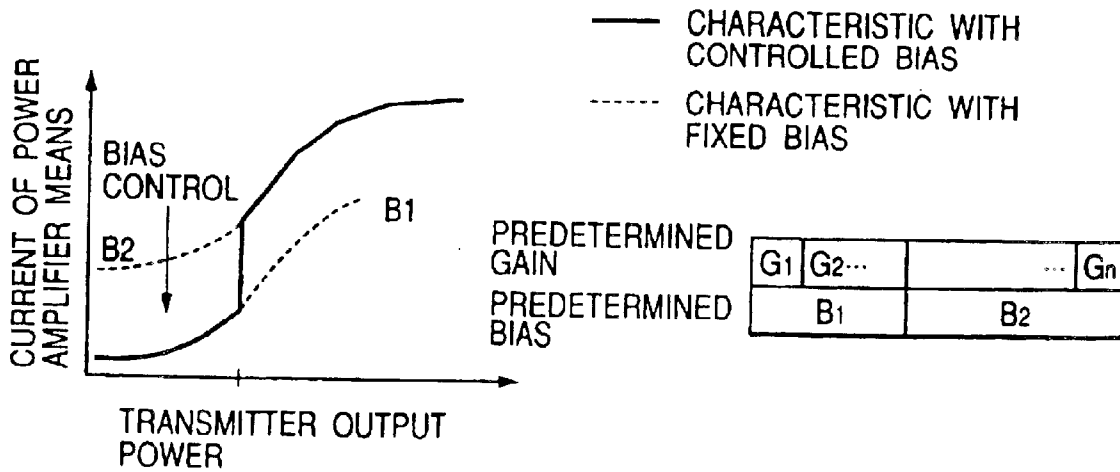 CHARACTERISTIC WITH
CONTROLLED BIAS
CHARACTERISTIC WITH
FIXED BIAS
CURRENT OF POWER
AMPLIFIER MEANS
BIAS
CONTROL
B2
B1
TRANSMITTER OUTPUT
POWER
PREDETERMINED
GAIN
G1 G2... ... Gn
PREDETERMINED
BIAS
B1 B2